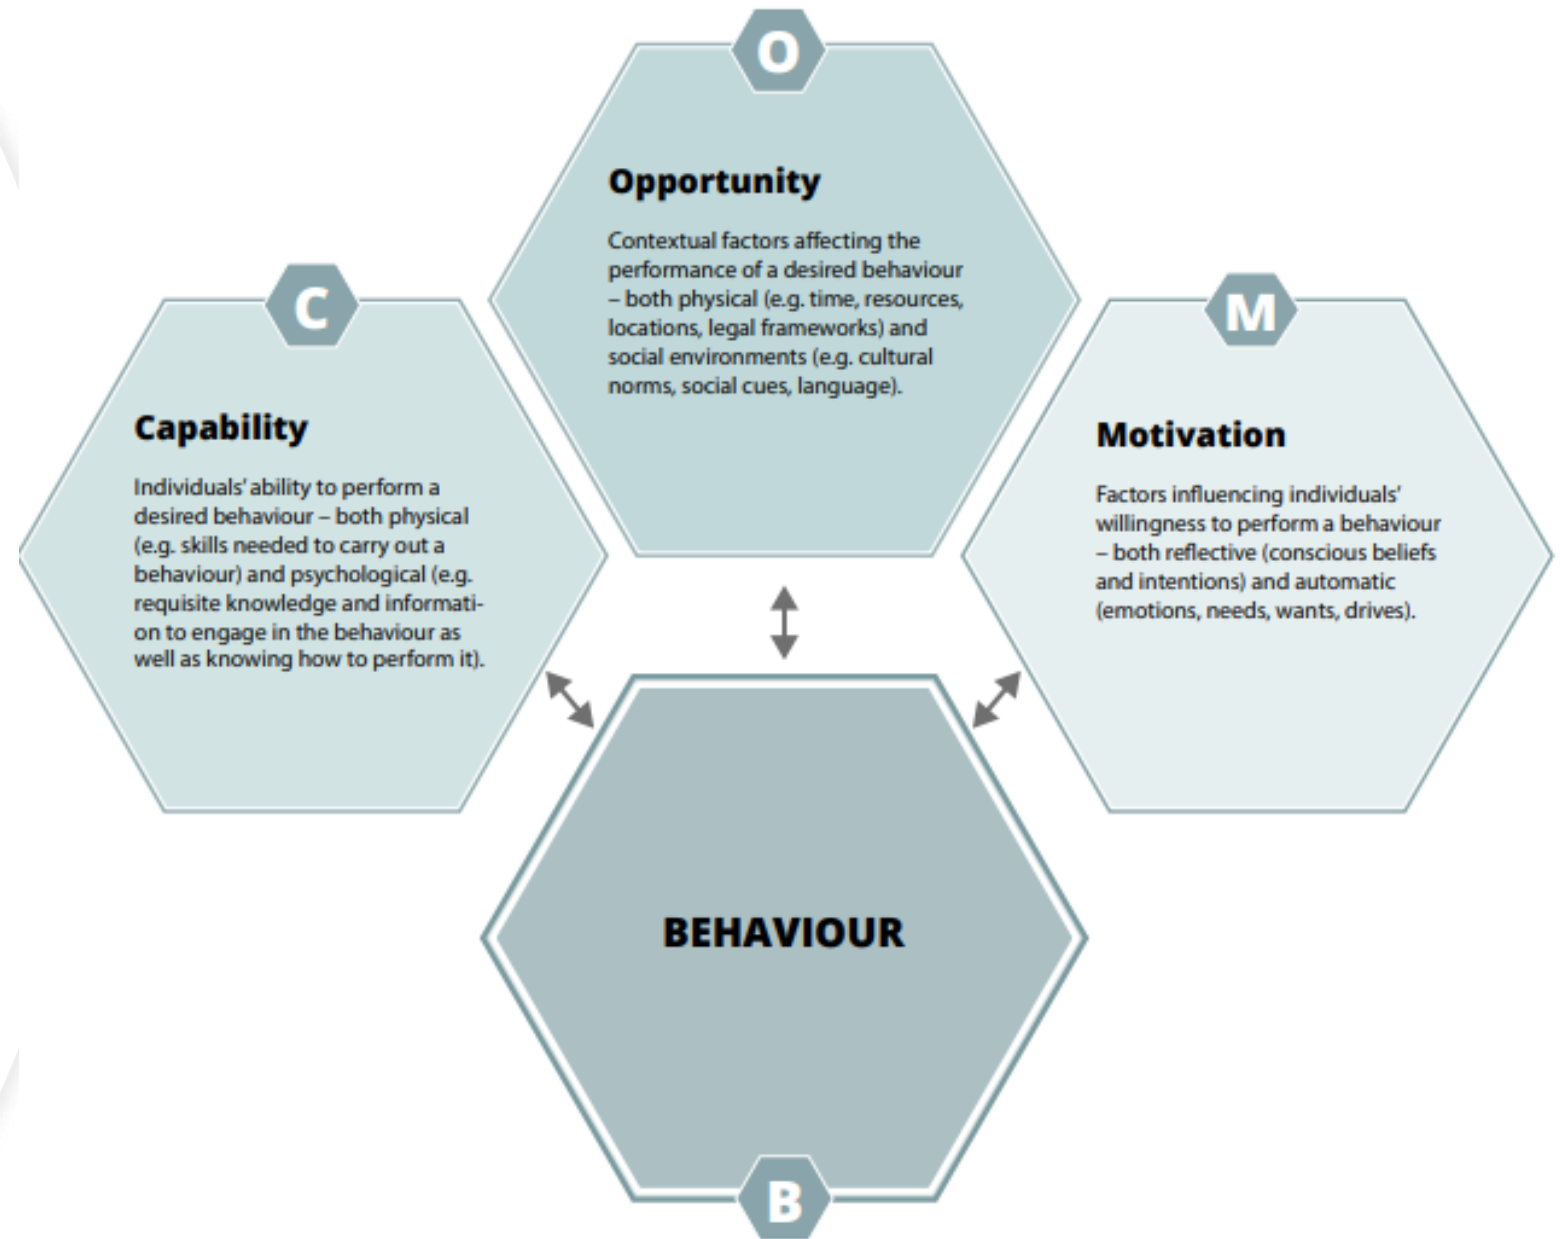 O
Opportunity
Contextual factors affecting the
performance of a desired behaviour
– both physical (e.g. time, resources,
locations, legal frameworks) and
social environments (e.g. cultural
norms, social cues, language).
C
Capability
Individuals' ability to perform a
desired behaviour – both physical
(e.g. skills needed to carry out a
behaviour) and psychological (e.g.
requisite knowledge and informati-
on to engage in the behaviour as
well as knowing how to perform it).
M
Motivation
Factors influencing individuals'
willingness to perform a behaviour
– both reflective (conscious beliefs
and intentions) and automatic
(emotions, needs, wants, drives).
BEHAVIOUR
B